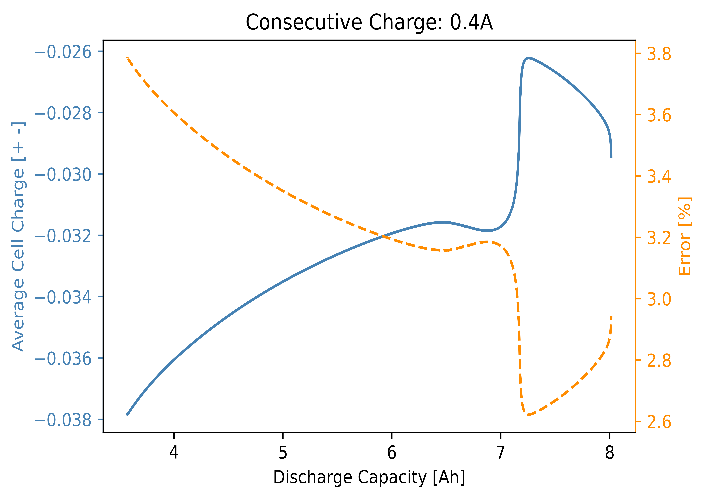 Consecutive Charge: 0.4A
Average Cell Charge [+ -]
−0.026
−0.028
−0.030
−0.032
−0.034
−0.036
−0.038
3.8
3.6
3.4
3.2
3.0
2.8
2.6
Error [%]
4 5 6 7 8
Discharge Capacity [Ah]